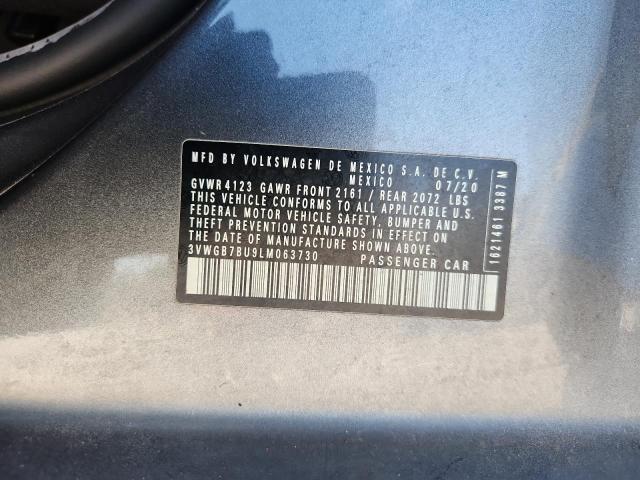 MFD BY VOLKSWAGEN DE MEXICO S.A. DE C.V.
MEXICO 07/20
GVWR 4123 GAWR FRONT 2161 / REAR 2072 LBS
THIS VEHICLE CONFORMS TO ALL APPLICABLE U.S.
FEDERAL MOTOR VEHICLE SAFETY, BUMPER AND
THEFT PREVENTION STANDARDS IN EFFECT ON THE
DATE OF MANUFACTURE SHOWN ABOVE.
3VWGB7BU9LM063730 PASSENGER CAR
1621461 3387 M